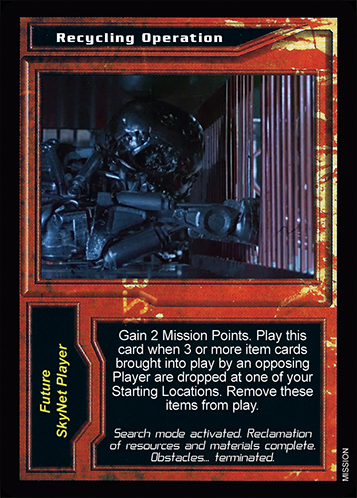 Recycling Operation
Future
SkyNet Player
Gain 2 Mission Points. Play this
card when 3 or more item cards
brought into play by an opposing
Player are dropped at one of your
Starting Locations. Remove these
items from play.
Search mode activated. Reclamation
of resources and materials complete.
Obstacles... terminated.
MISSION